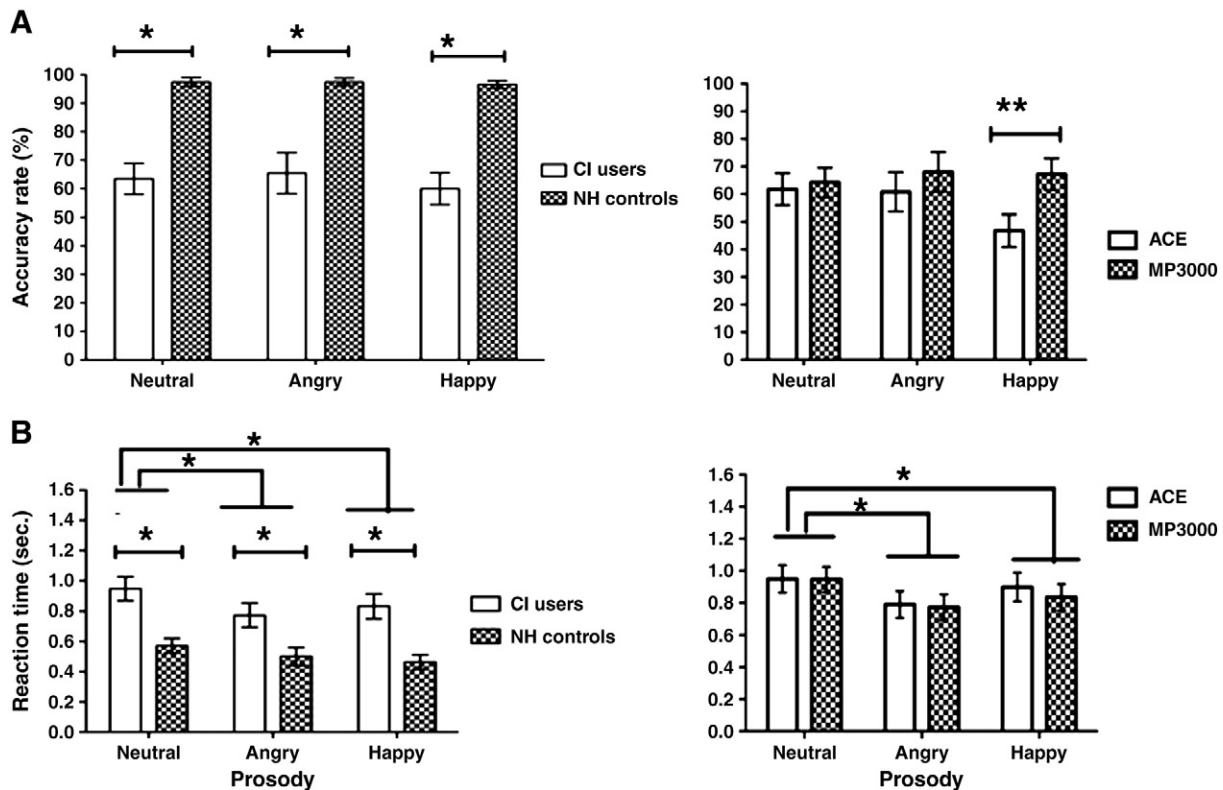 A
* * *
Accuracy rate (%)
100
90
80
70
60
50
40
30
20
10
0
Neutral Angry Happy
CI users
NH controls
**
100
90
80
70
60
50
40
30
20
10
0
Neutral Angry Happy
ACE
MP3000
B
*
*
* * *
Reaction time (sec.)
1.6
1.4
1.2
1.0
0.8
0.6
0.4
0.2
0.0
Neutral Angry Happy
Prosody
CI users
NH controls
*
*
1.6
1.4
1.2
1.0
0.8
0.6
0.4
0.2
0.0
Neutral Angry Happy
Prosody
ACE
MP3000